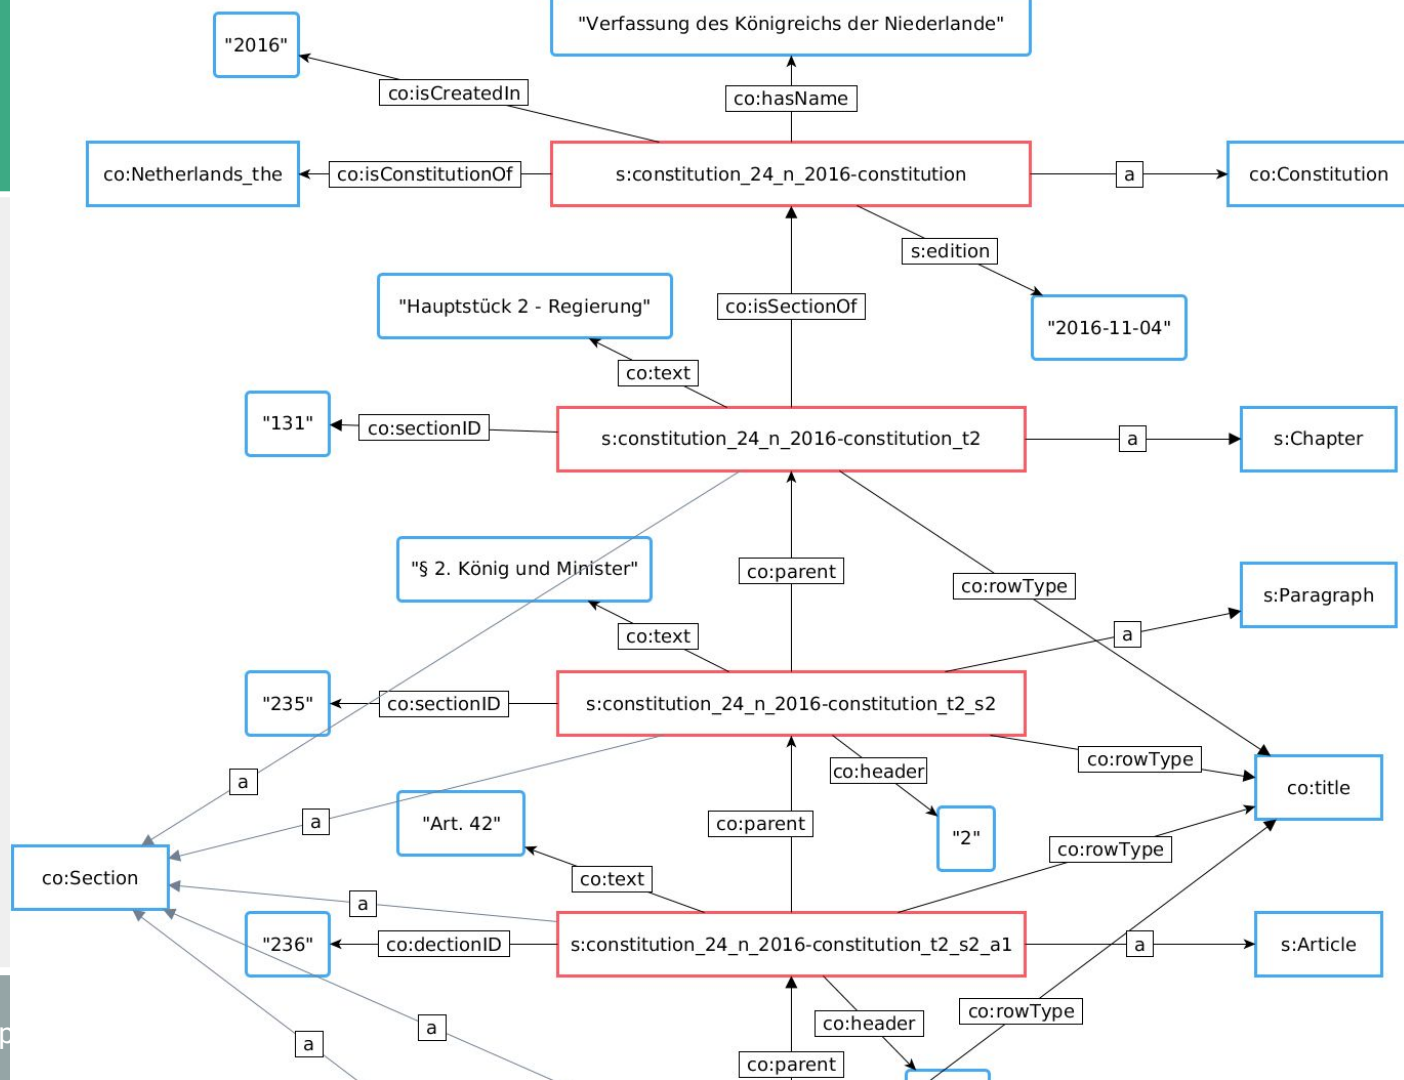 "Verfassung des Königreichs der Niederlande"
"2016"
co:isCreatedIn
co:hasName
co:Netherlands_the
co:isConstitutionOf
s:constitution_24_n_2016-constitution
a
co:Constitution
s:edition
"Hauptstück 2 - Regierung"
co:isSectionOf
"2016-11-04"
co:text
"131"
co:sectionID
s:constitution_24_n_2016-constitution_t2
a
s:Chapter
"§ 2. König und Minister"
co:parent
co:rowType
s:Paragraph
co:text
a
"235"
co:sectionID
s:constitution_24_n_2016-constitution_t2_s2
co:rowType
co:header
a
co:title
a
"Art. 42"
co:parent
"2"
co:rowType
co:Section
co:text
a
"236"
co:dectionID
s:constitution_24_n_2016-constitution_t2_s2_a1
a
s:Article
co:rowType
co:header
a
a
co:parent
p